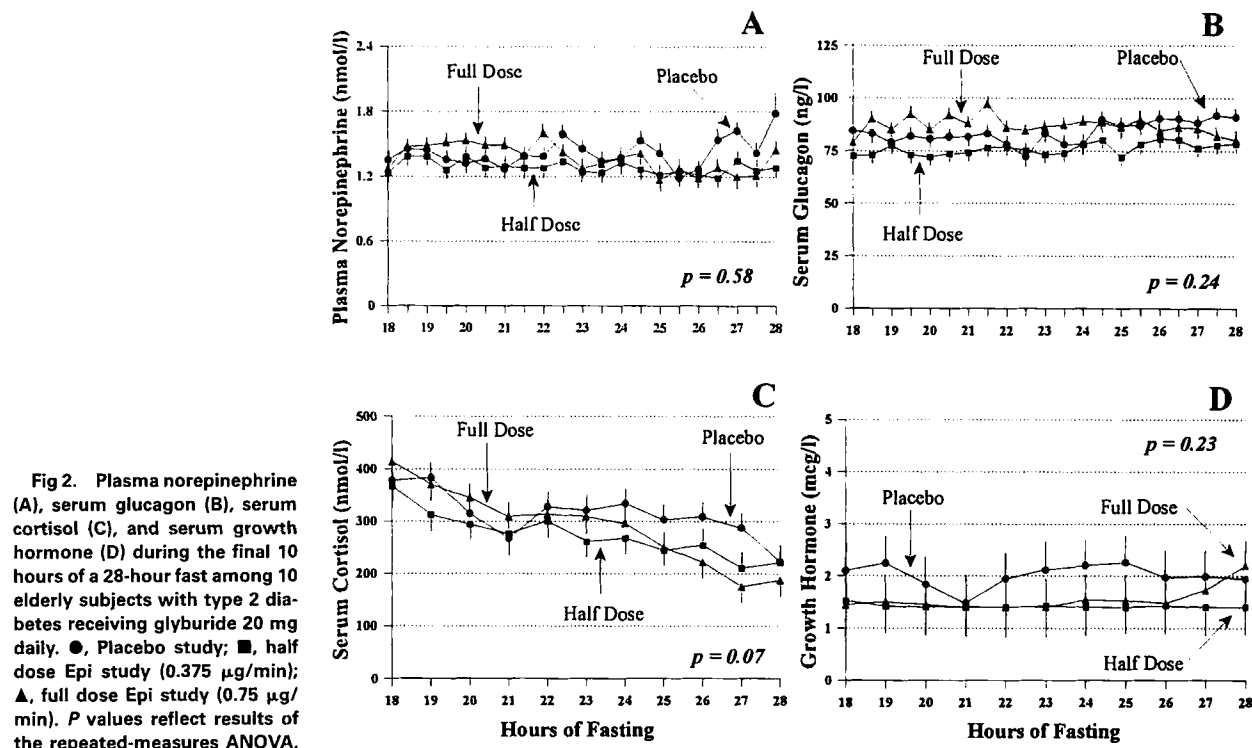 A
Plasma Norepinephrine (nmol/l)
2.4
1.8
1.2
0.6
0
Full Dose
Placebo
Half Dose
p = 0.58
18 19 20 21 22 23 24 25 26 27 28
B
Serum Glucagon (ng/l)
125
100
75
50
25
0
Full Dose
Placebo
Half Dose
p = 0.24
18 19 20 21 22 23 24 25 26 27 28
C
Serum Cortisol (nmol/l)
500
400
300
200
100
0
Full Dose
Placebo
Half Dose
p = 0.07
18 19 20 21 22 23 24 25 26 27 28
Hours of Fasting
D
Growth Hormone (mcg/l)
5
4
3
2
1
0
p = 0.23
Placebo
Full Dose
Half Dose
18 19 20 21 22 23 24 25 26 27 28
Hours of Fasting
Fig 2. Plasma norepinephrine
(A), serum glucagon (B), serum
cortisol (C), and serum growth
hormone (D) during the final 10
hours of a 28-hour fast among 10
elderly subjects with type 2 dia-
betes receiving glyburide 20 mg
daily. ●, Placebo study; ■, half
dose Epi study (0.375 μg/min);
▲, full dose Epi study (0.75 μg/
min). P values reflect results of
the repeated-measures ANOVA.